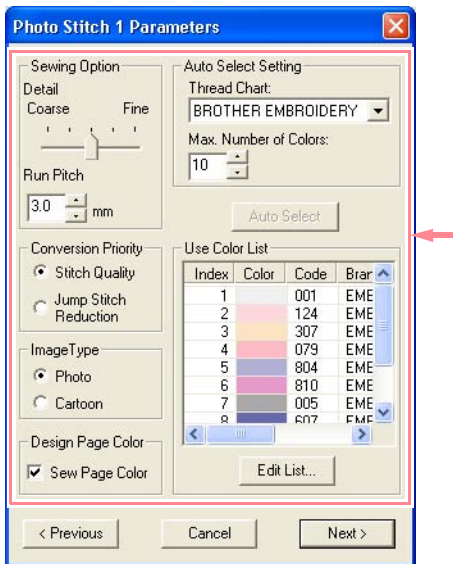 Photo Stitch 1 Parameters
Sewing Option
Detail
Coarse Fine
Run Pitch
3.0 mm
Conversion Priority
Stitch Quality
Jump Stitch
Reduction
ImageType
Photo
Cartoon
Design Page Color
Sew Page Color
Auto Select Setting
Thread Chart:
BROTHER EMBROIDERY
Max. Number of Colors:
10
Auto Select
Use Color List
Index Color Code Bran
1 001 EME
2 124 EME
3 307 EME
4 079 EME
5 804 EME
6 810 EME
7 005 EME
8 607 EME
Edit List...
< Previous Cancel Next >